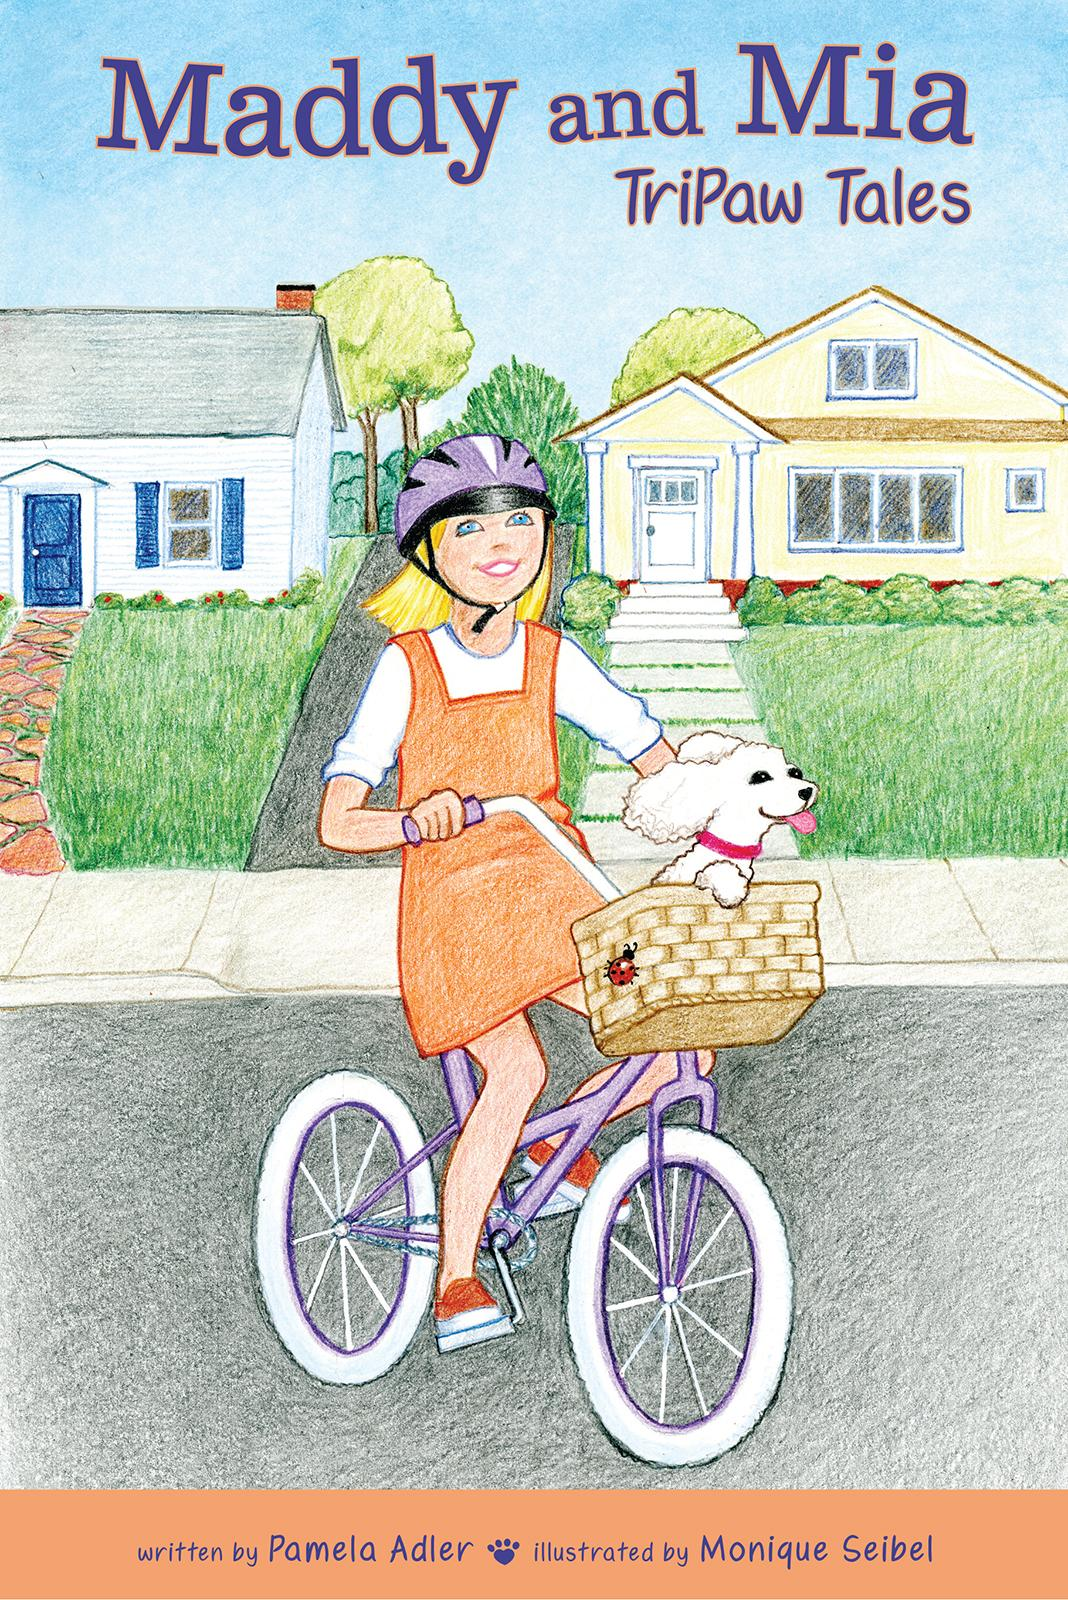 Maddy and Mia
TriPaw Tales
written by Pamela Adler illustrated by Monique Seibel